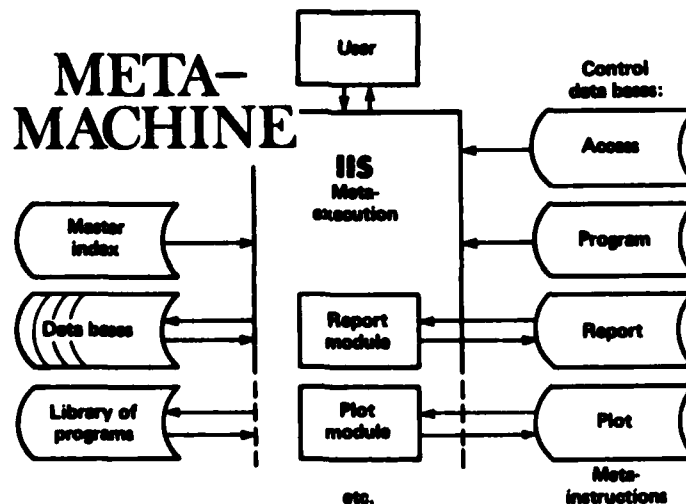 META-
MACHINE
User
Control
data bases:
IIS
Meta-
execution
Access
Master
index
Program
Data bases
Report
module
Report
Library of
programs
Plot
module
Plot
etc.
Meta-
instructions